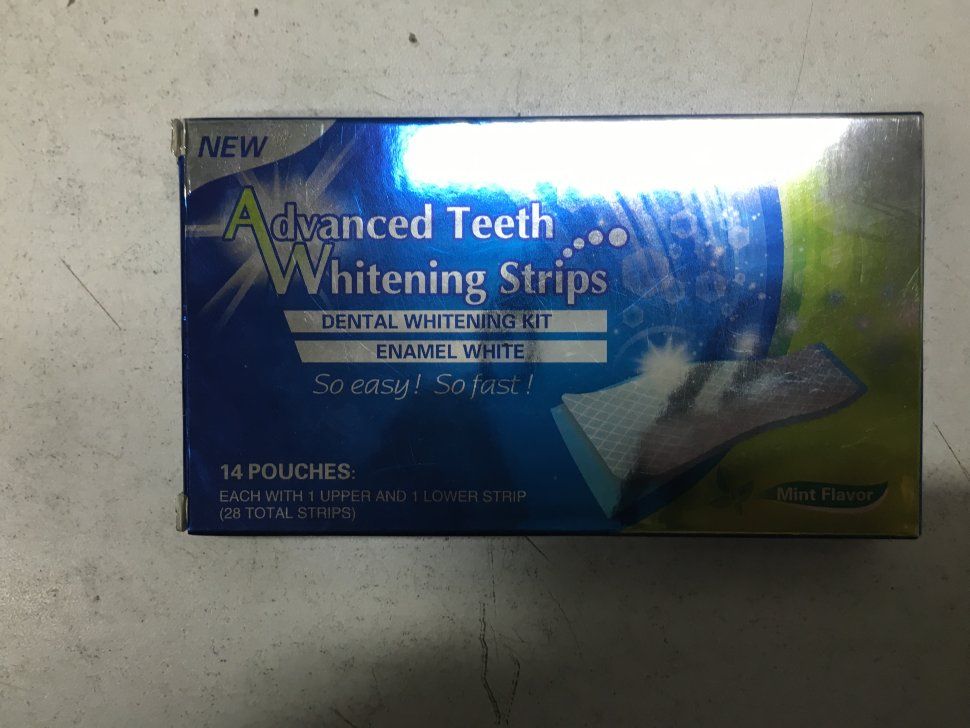 NEW
Advanced Teeth
Whitening Strips
DENTAL WHITENING KIT
ENAMEL WHITE
So easy! So fast!
14 POUCHES:
EACH WITH 1 UPPER AND 1 LOWER STRIP
(28 TOTAL STRIPS)
Mint Flavor